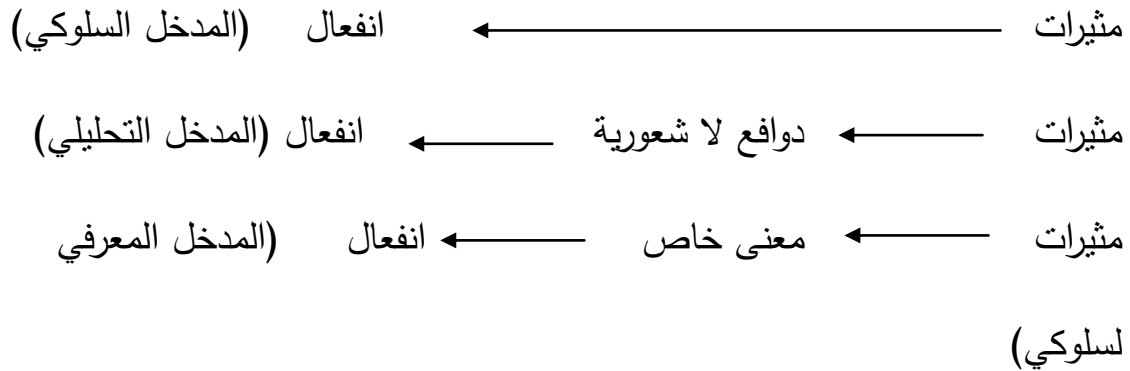 مثيرات انفعال (المدخل السلوكي)
مثيرات دوافع لا شعورية انفعال (المدخل التحليلي)
مثيرات معنى خاص انفعال (المدخل المعرفي
لسلوكي)